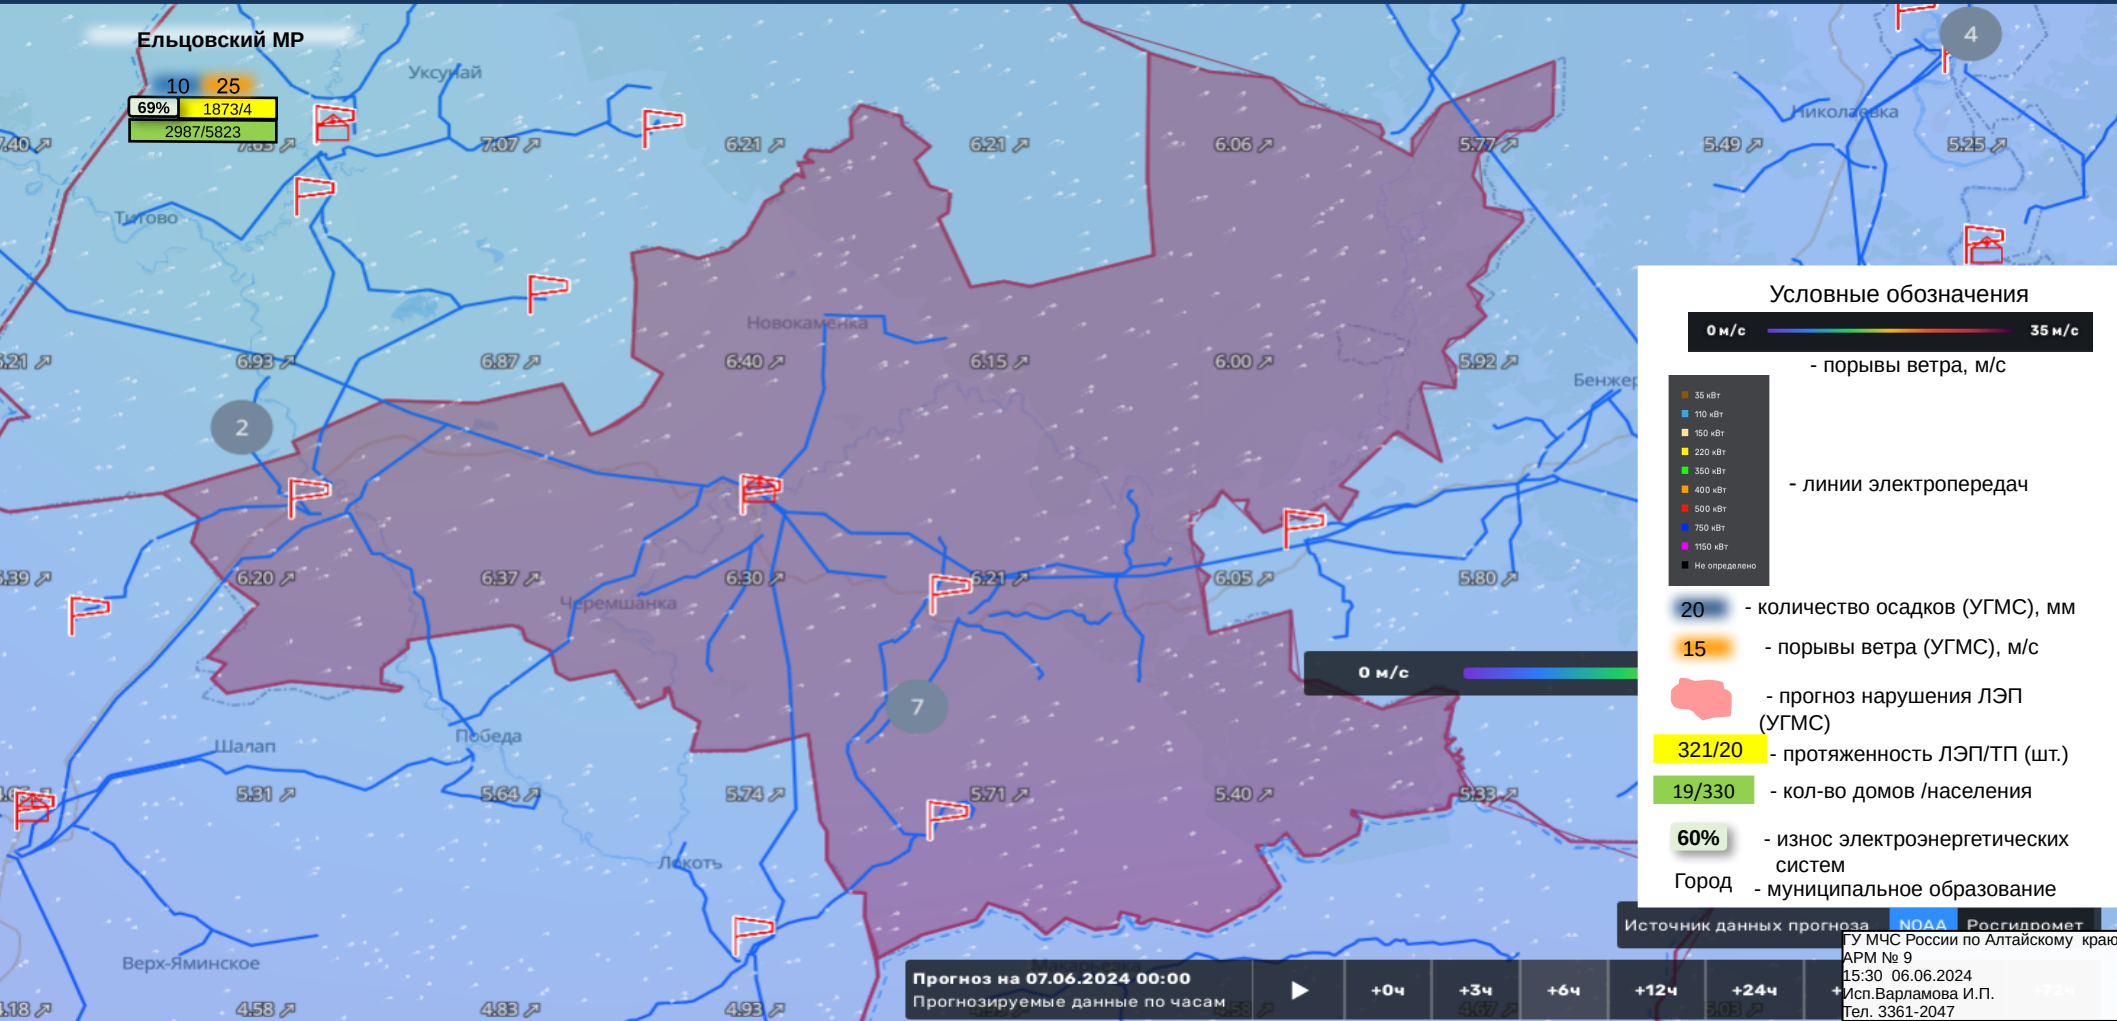 Ельцовский МР
10 25
69% 1873/4
2987/5823
Уксунай
4
Николаевка
7.40 7.63 7.07 6.21 6.21 6.06 5.77 5.49 5.25
Титово
Новокаменка
6.93 6.87 6.40 6.15 6.00 5.92
Бенжер
2
6.20 6.37 6.30 6.21 6.05 5.80
Черемшанка
0 м/с
7
Шалап
Победа
5.31 5.64 5.74 5.71 5.40 5.33
Локоть
Верх-Яминское
4.58 4.83 4.93
Условные обозначения
0 м/с 35 м/с
- порывы ветра, м/с
35 кВт
110 кВт
150 кВт
220 кВт
350 кВт
400 кВт
500 кВт
750 кВт
1150 кВт
Не определено
- линии электропередач
20 - количество осадков (УГМС), мм
15 - порывы ветра (УГМС), м/с
- прогноз нарушения ЛЭП
(УГМС)
321/20 - протяженность ЛЭП/ТП (шт.)
19/330 - кол-во домов /населения
60% - износ электроэнергетических
систем
Город - муниципальное образование
Источник данных прогноза NOAA Росгидромет
Прогноз на 07.06.2024 00:00
Прогнозируемые данные по часам
+0ч +3ч +6ч +12ч +24ч
ГУ МЧС России по Алтайскому краю
АРМ № 9
15:30 06.06.2024
Исп.Варламова И.П.
Тел. 3361-2047